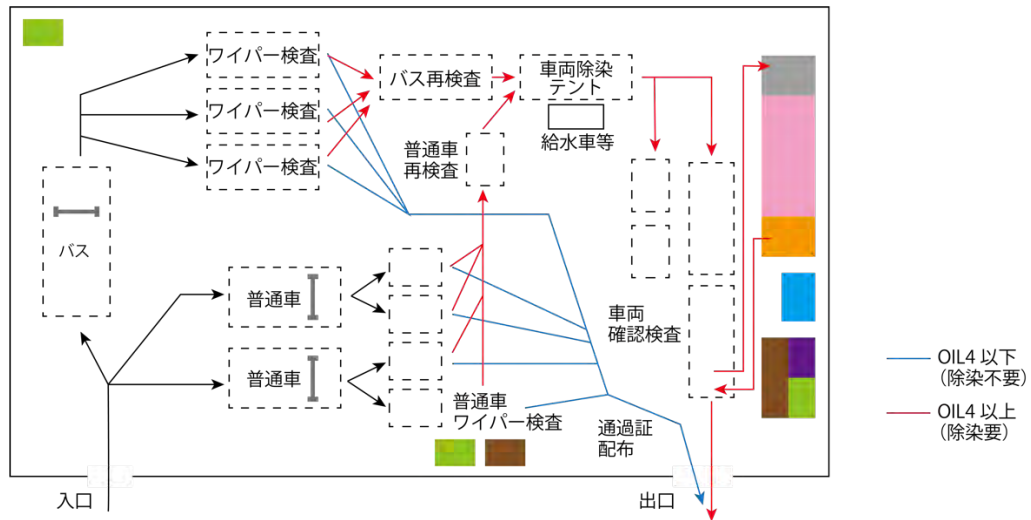 ワイパー検査
ワイパー検査
ワイパー検査
バス再検査
車両除染
テント
給水車等
普通車
再検査
バス
普通車
普通車
車両
確認検査
普通車
ワイパー検査
通過証
配布
入口
出口
OIL4 以下
(除染不要)
OIL4 以上
(除染要)